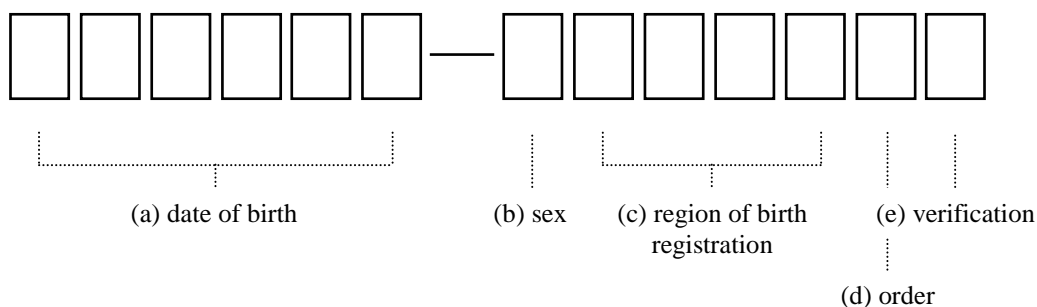 (a) date of birth (b) sex (c) region of birth (e) verification
registration
(d) order